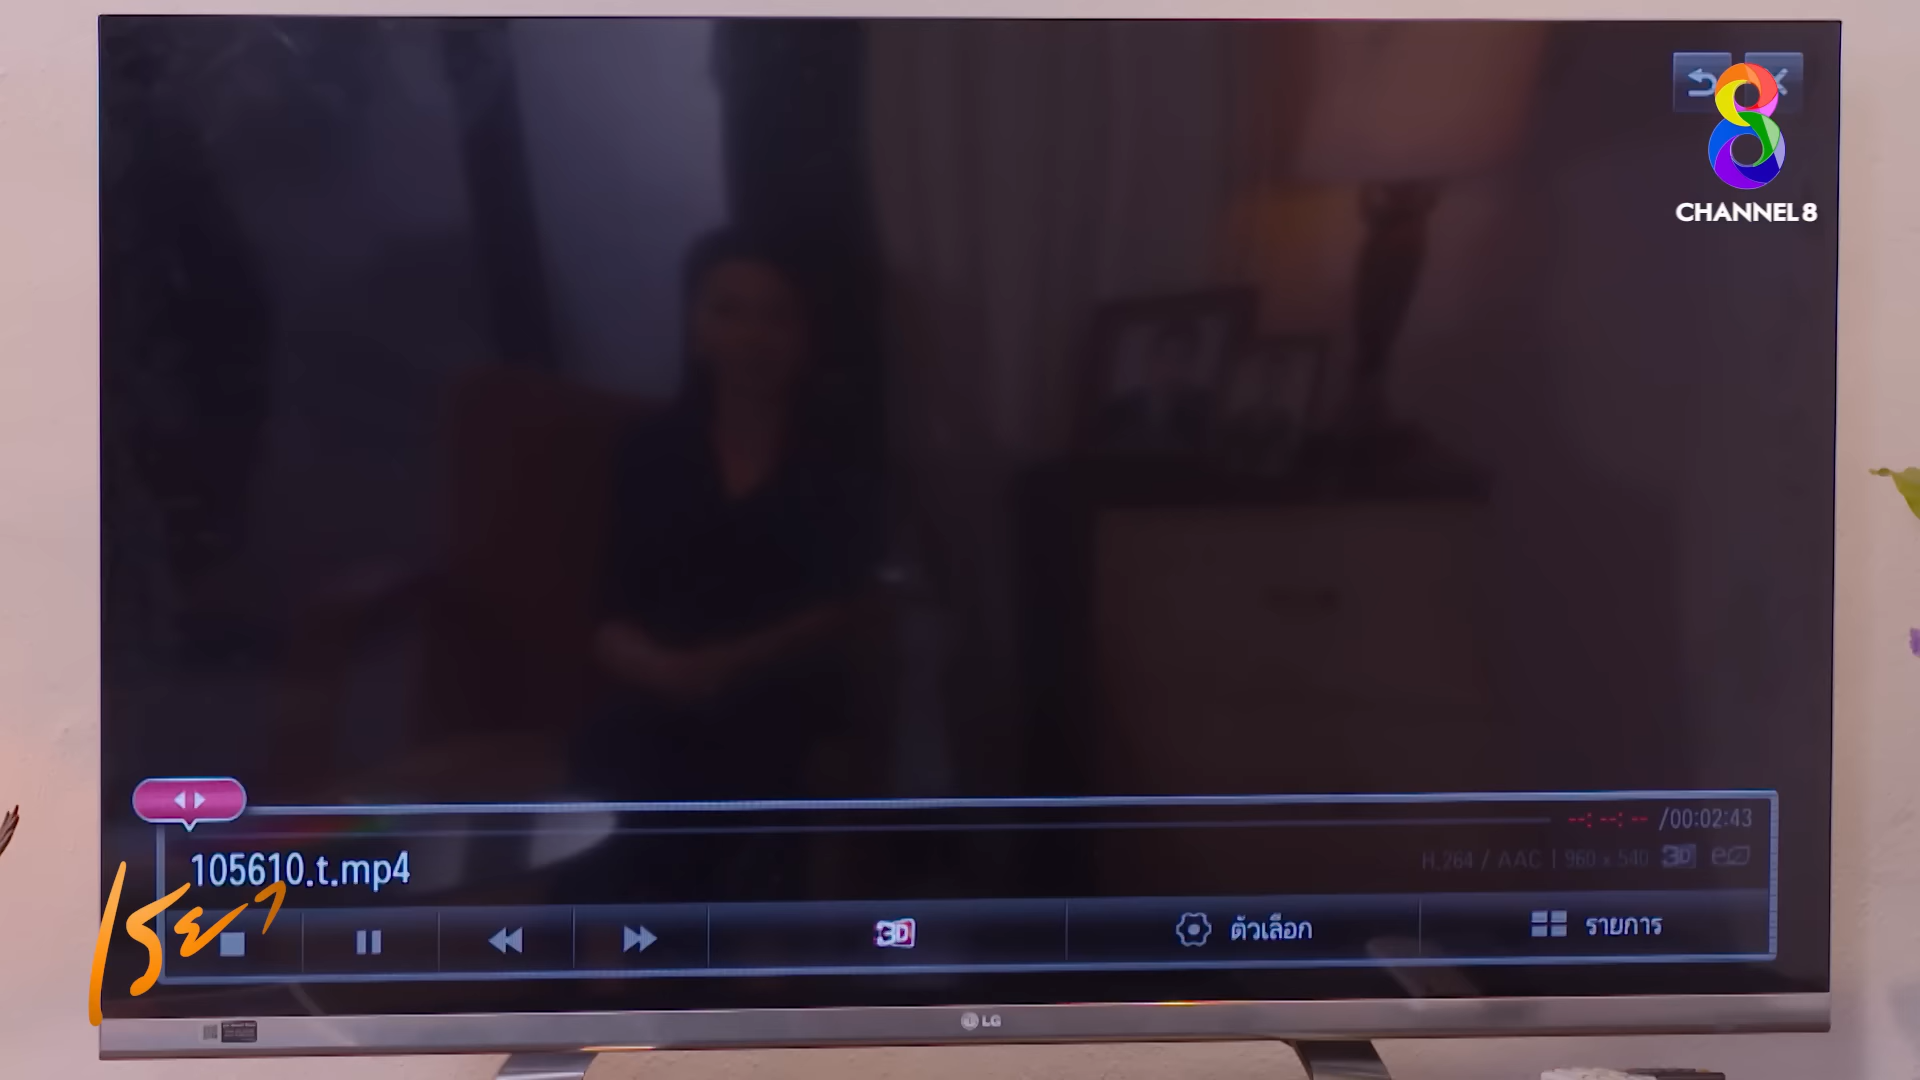 CHANNEL 8
--:--:-- /00:02:43
105610.t.mp4
H.264 / AAC | 960 x 540 3D
3D ตัวเลือก รายการ
LG